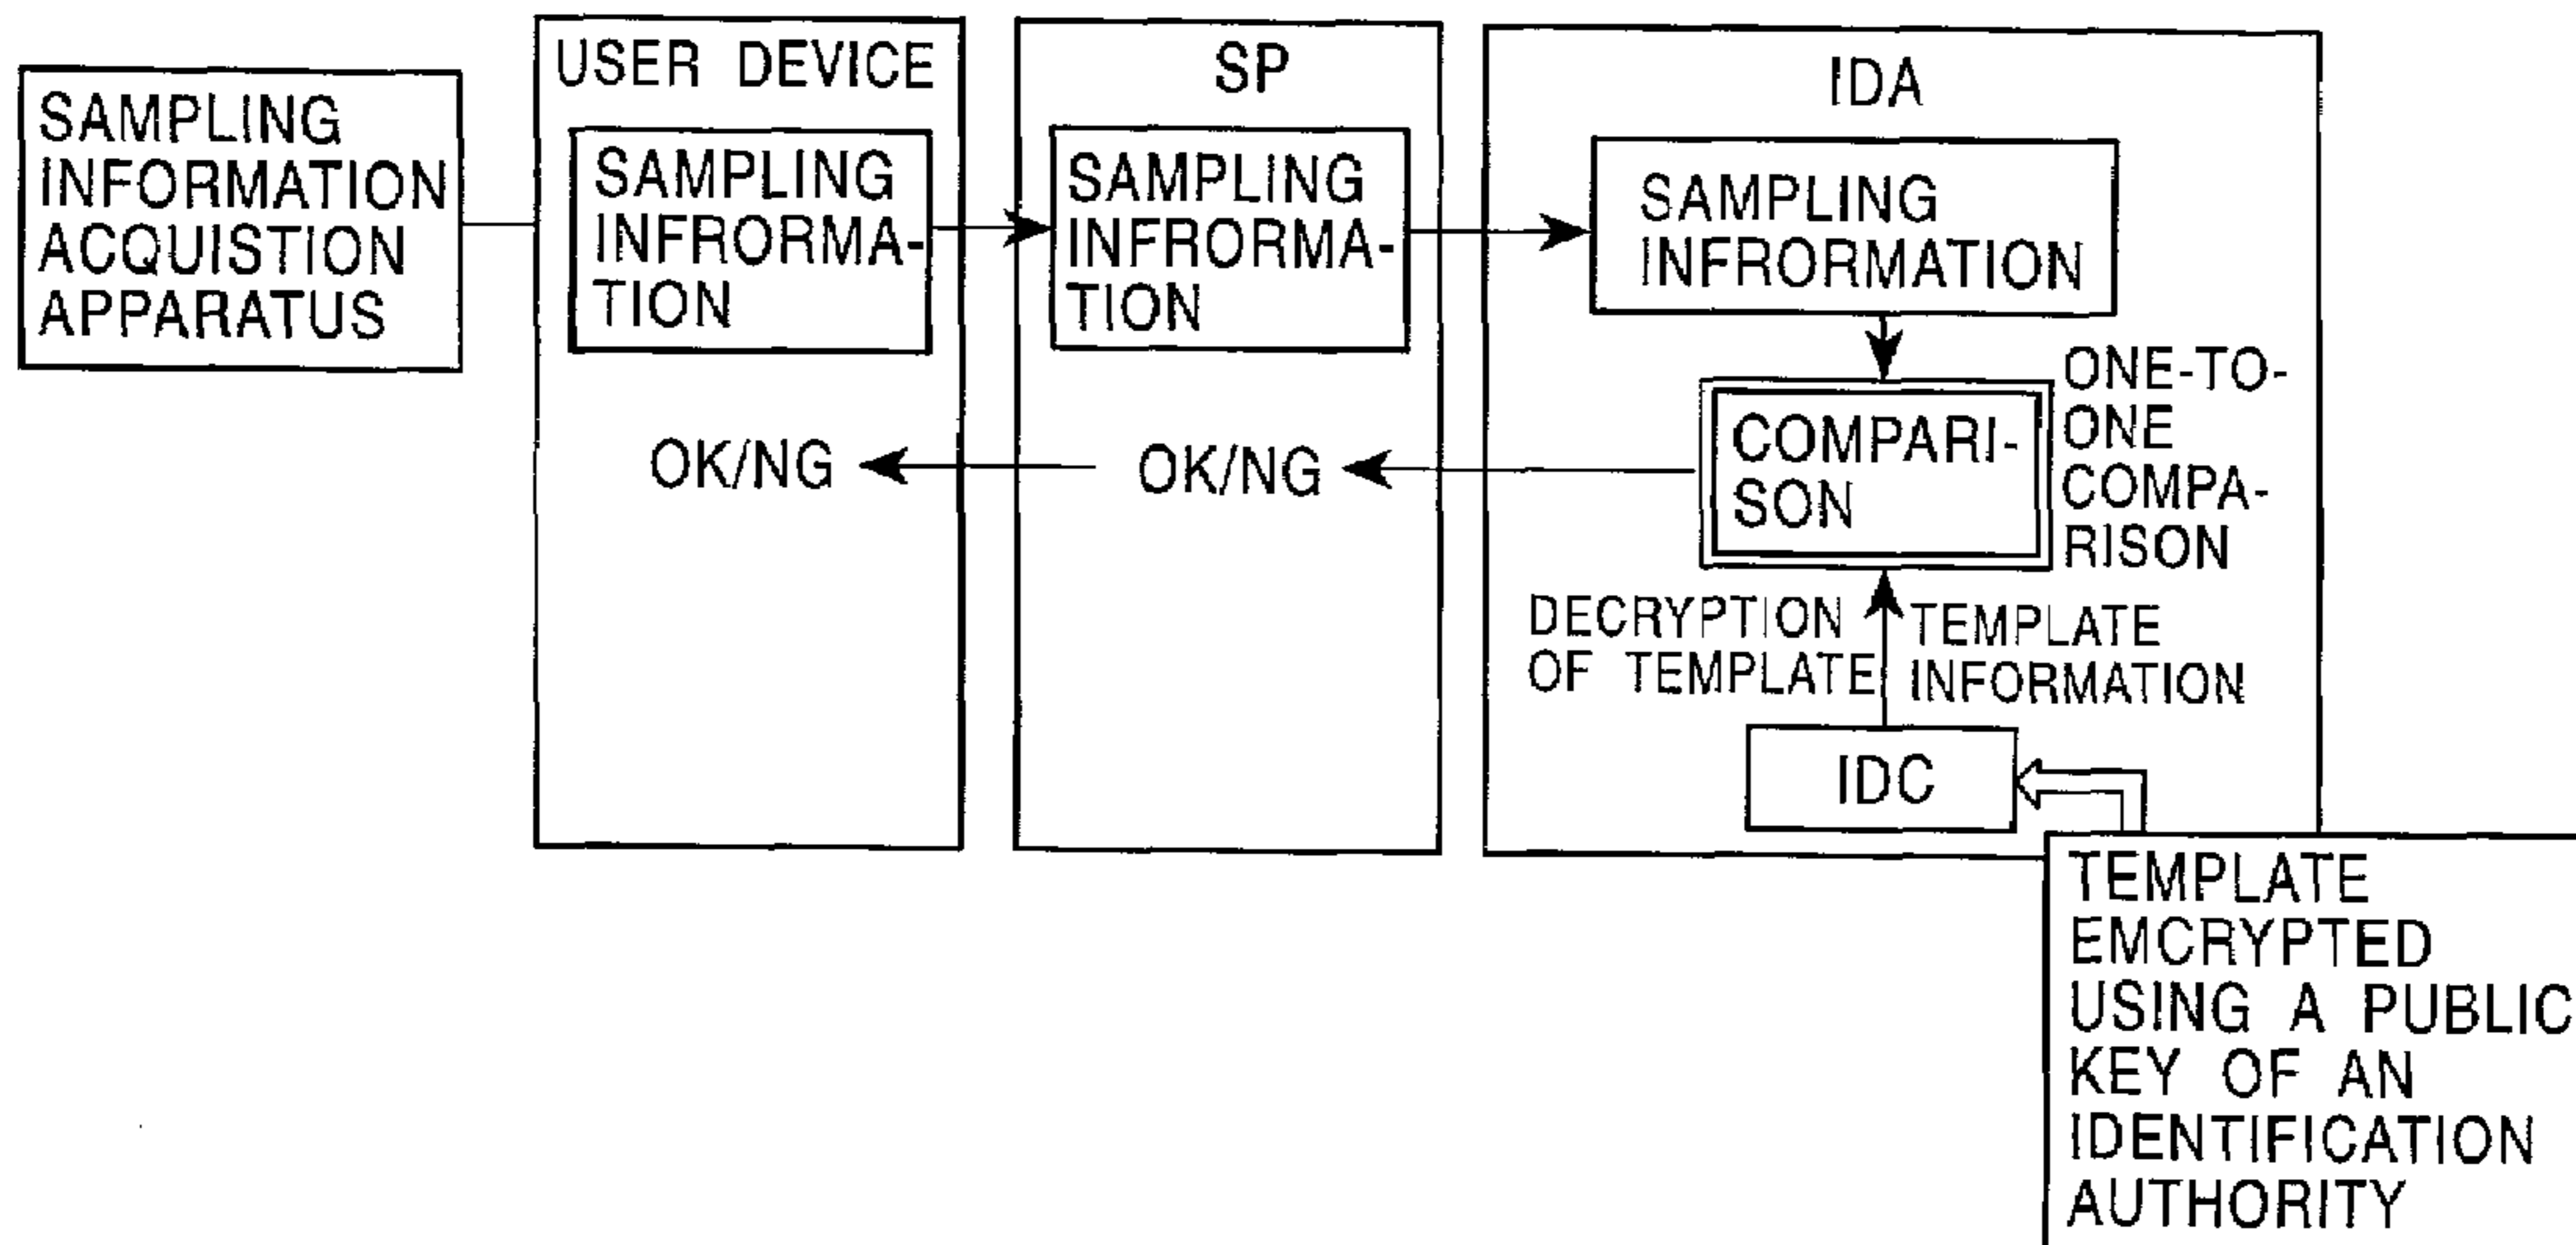 SAMPLING
INFORMATION
ACQUISTION
APPARATUS
USER DEVICE
SAMPLING
INFRORMA-
TION
OK/NG
SP
SAMPLING
INFRORMA-
TION
OK/NG
IDA
SAMPLING
INFRORMATION
COMPARI-
SON
ONE-TO-
ONE
COMPA-
RISON
DECRYPTION
OF TEMPLATE
TEMPLATE
INFORMATION
IDC
TEMPLATE
EMCRYPTED
USING A PUBLIC
KEY OF AN
IDENTIFICATION
AUTHORITY